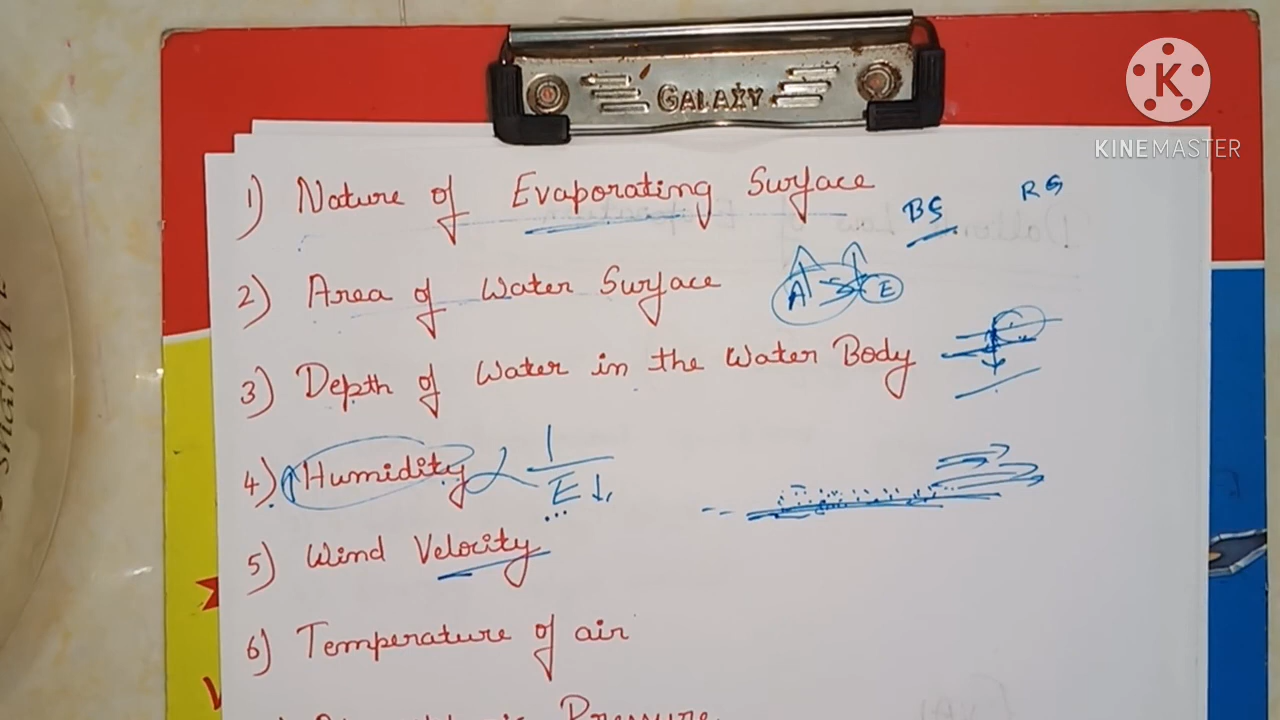 GALAXY
K
KINEMASTER
1) Nature of Evaporating Surface
BS
RS
2) Area of Water Surface
A E
3) Depth of Water in the Water Body
4) ↑ Humidity ∝ 1/E ↓
5) Wind Velocity
6) Temperature of air
Pressure